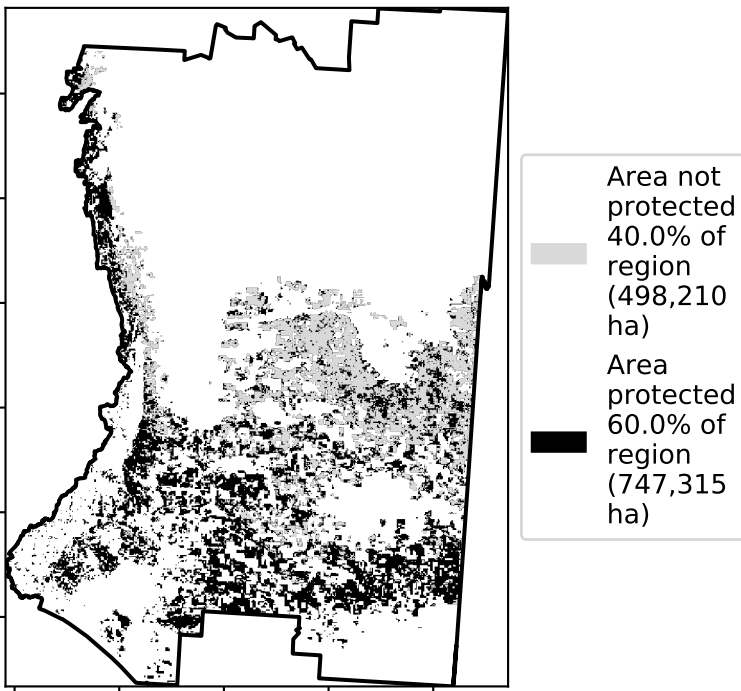 Area not
protected
40.0% of
region
(498,210
ha)
Area
protected
60.0% of
region
(747,315
ha)